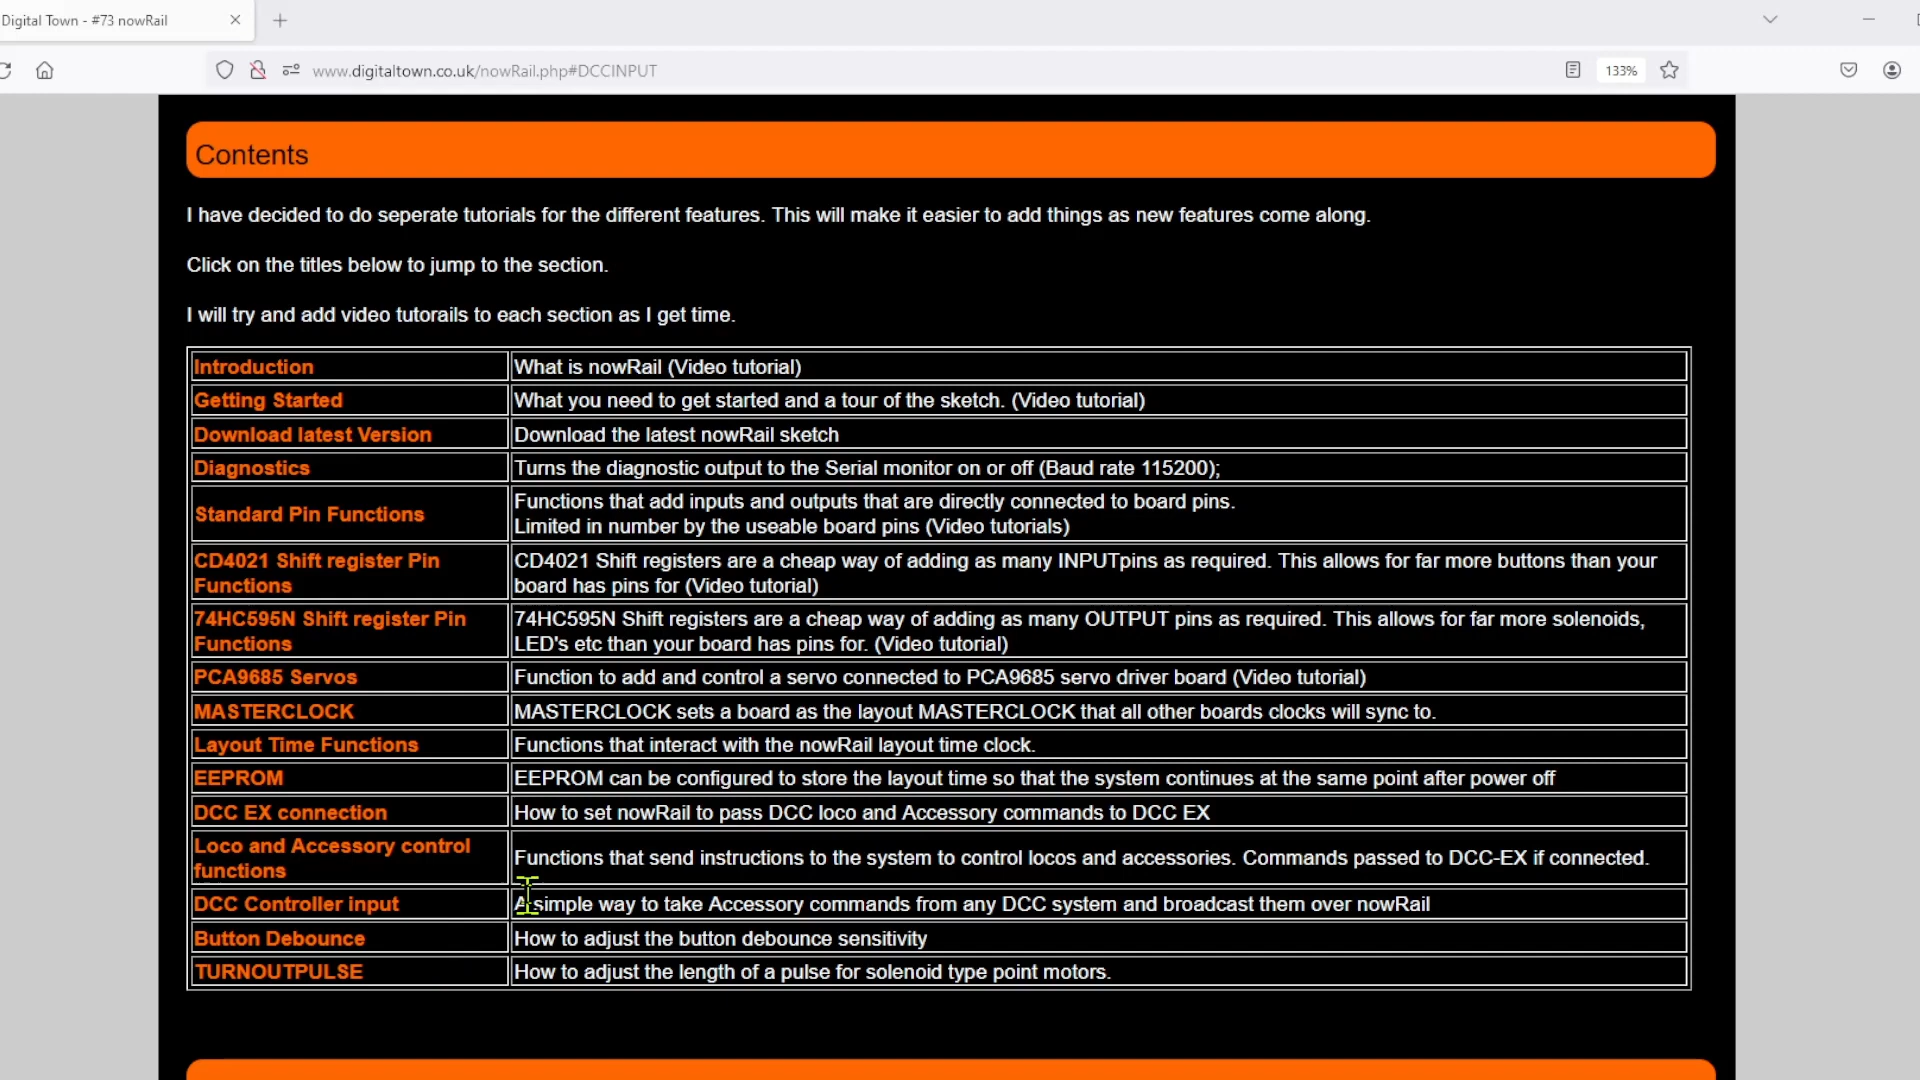 Digital Town - #73 nowRail
www.digitaltown.co.uk/nowRail.php#DCCINPUT
133%
Contents
I have decided to do seperate tutorials for the different features. This will make it easier to add things as new features come along.
Click on the titles below to jump to the section.
I will try and add video tutorails to each section as I get time.
Introduction
What is nowRail (Video tutorial)
Getting Started
What you need to get started and a tour of the sketch. (Video tutorial)
Download latest Version
Download the latest nowRail sketch
Diagnostics
Turns the diagnostic output to the Serial monitor on or off (Baud rate 115200);
Standard Pin Functions
Functions that add inputs and outputs that are directly connected to board pins.
Limited in number by the useable board pins (Video tutorials)
CD4021 Shift register Pin
Functions
CD4021 Shift registers are a cheap way of adding as many INPUTpins as required. This allows for far more buttons than your
board has pins for (Video tutorial)
74HC595N Shift register Pin
Functions
74HC595N Shift registers are a cheap way of adding as many OUTPUT pins as required. This allows for far more solenoids,
LED's etc than your board has pins for. (Video tutorial)
PCA9685 Servos
Function to add and control a servo connected to PCA9685 servo driver board (Video tutorial)
MASTERCLOCK
MASTERCLOCK sets a board as the layout MASTERCLOCK that all other boards clocks will sync to.
Layout Time Functions
Functions that interact with the nowRail layout time clock.
EEPROM
EEPROM can be configured to store the layout time so that the system continues at the same point after power off
DCC EX connection
How to set nowRail to pass DCC loco and Accessory commands to DCC EX
Loco and Accessory control
functions
Functions that send instructions to the system to control locos and accessories. Commands passed to DCC-EX if connected.
DCC Controller input
A simple way to take Accessory commands from any DCC system and broadcast them over nowRail
Button Debounce
How to adjust the button debounce sensitivity
TURNOUTPULSE
How to adjust the length of a pulse for solenoid type point motors.